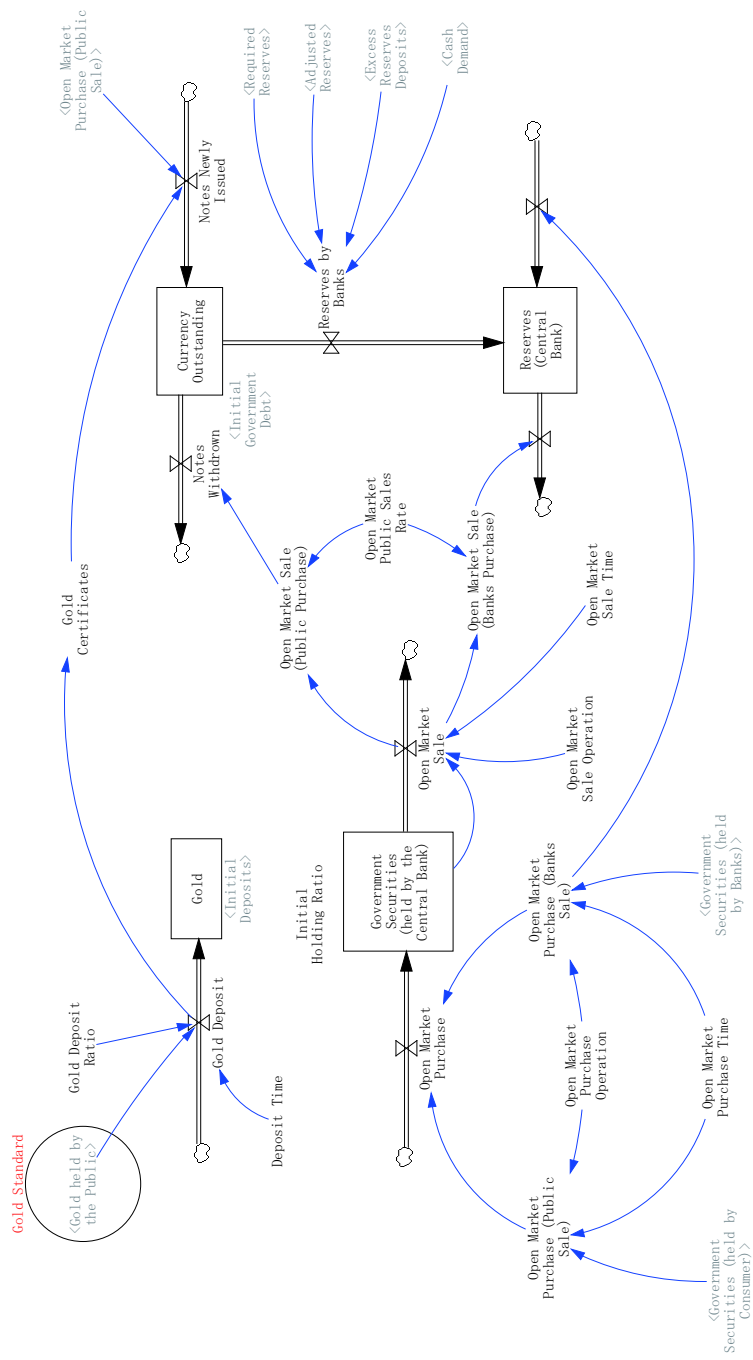 Gold Standard
<Gold held by
the Public>
Gold Deposit
Ratio
Gold
Certificates
<Open Market
Purchase (Public
Sale)>
Gold
Gold Deposit
<Initial
Deposits>
Deposit Time
Notes
Withdrown
Currency
Outstanding
<Initial
Government
Debt>
Notes Newly
Issued
<Required
Reserves>
<Adjusted
Reserves>
<Excess
Reserves
Deposits>
<Cash
Demand>
Reserves by
Banks
Initial
Holding Ratio
Open Market Sale
(Public Purchase)
Open Market
Public Sales
Rate
Government
Securities
(held by the
Central Bank)
Open Market
Purchase
Open Market
Sale
Open Market Sale
(Banks Purchase)
Reserves
(Central
Bank)
Open Market
Purchase (Public
Sale)
Open Market
Purchase
Operation
Open Market
Purchase (Banks
Sale)
Open Market
Sale Operation
Open Market
Sale Time
<Government
Securities (held by
Consumer)>
Open Market
Purchase Time
<Government
Securities (held
by Banks)>